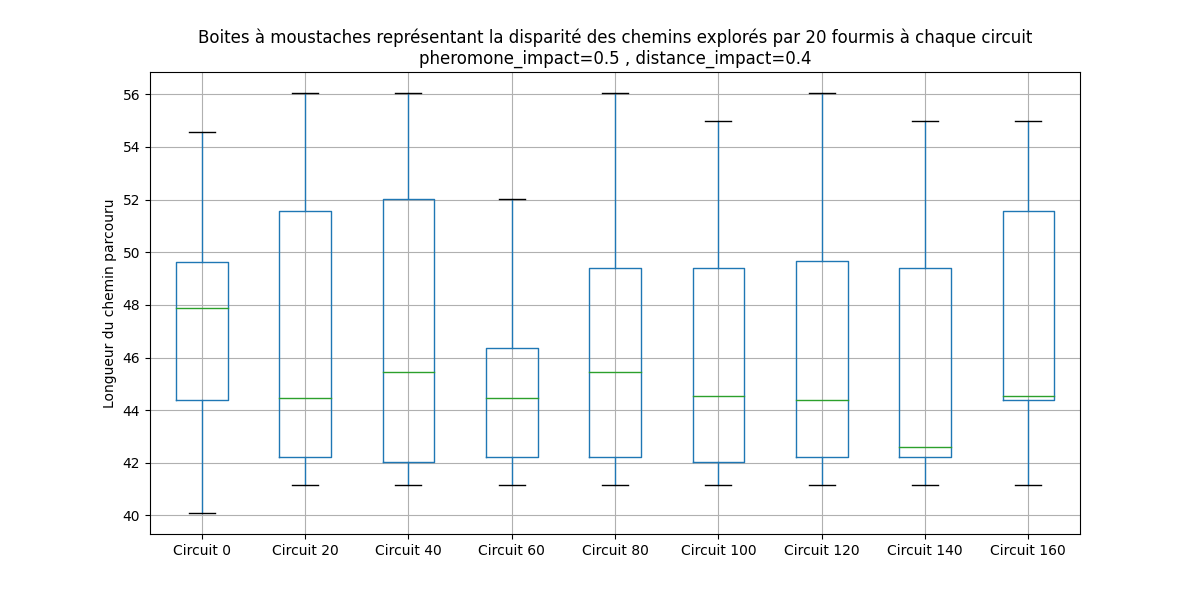 Boites à moustaches représentant la disparité des chemins explorés par 20 fourmis à chaque circuit
pheromone_impact=0.5 , distance_impact=0.4
Longueur du chemin parcouru
56
54
52
50
48
46
44
42
40
Circuit 0 Circuit 20 Circuit 40 Circuit 60 Circuit 80 Circuit 100 Circuit 120 Circuit 140 Circuit 160